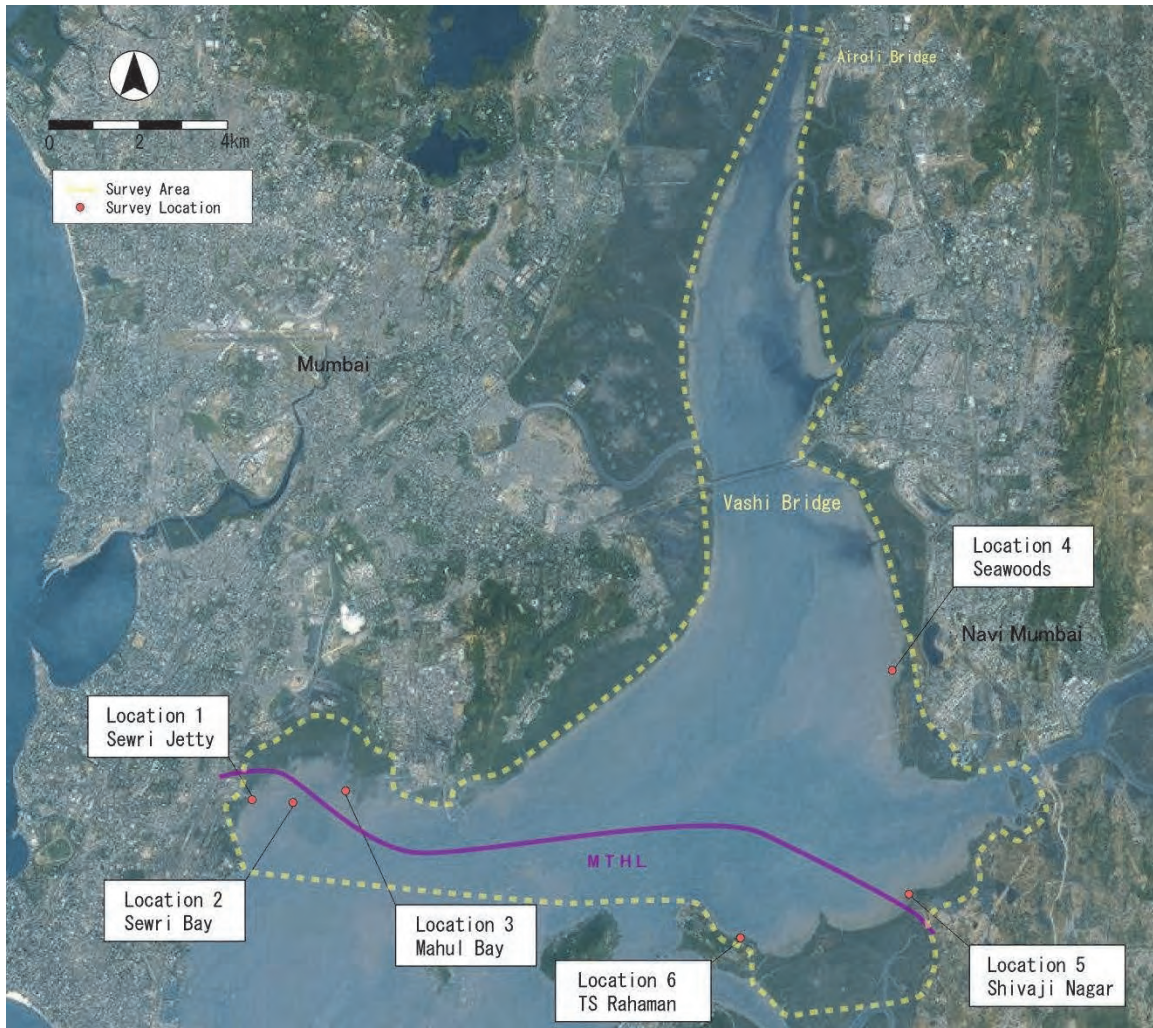 Airoli Bridge
0 2 4km
Survey Area
Survey Location
Mumbai
Vashi Bridge
Location 4
Seawoods
Navi Mumbai
Location 1
Sewri Jetty
MTHL
Location 2
Sewri Bay
Location 3
Mahul Bay
Location 6
TS Rahaman
Location 5
Shivaji Nagar